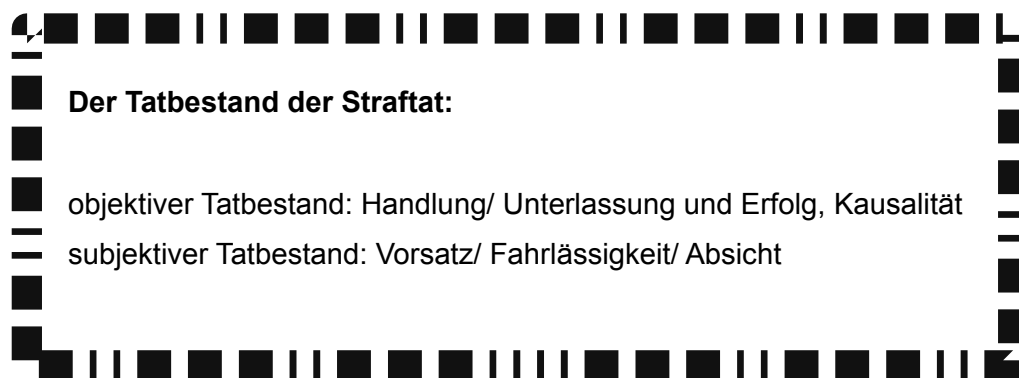 Der Tatbestand der Straftat:
objektiver Tatbestand: Handlung/ Unterlassung und Erfolg, Kausalität
subjektiver Tatbestand: Vorsatz/ Fahrlässigkeit/ Absicht